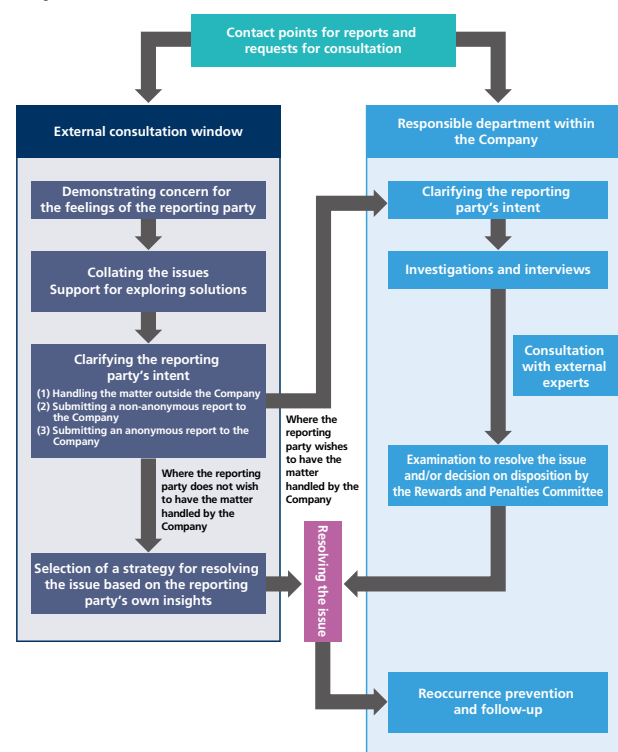 Contact points for reports and
requests for consultation
External consultation window
Demonstrating concern for
the feelings of the reporting party
Collating the issues
Support for exploring solutions
Clarifying the reporting
party's intent
(1) Handling the matter outside the Company
(2) Submitting a non-anonymous report to
the Company
(3) Submitting an anonymous report to the
Company
Where the reporting
party does not wish
to have the matter
handled by the
Company
Selection of a strategy for resolving
the issue based on the reporting
party's own insights
Where the
reporting
party wishes
to have the
matter
handled by the
Company
Resolving the issue
Responsible department within
the Company
Clarifying the reporting
party's intent
Investigations and interviews
Consultation
with external
experts
Examination to resolve the issue
and/or decision on disposition by
the Rewards and Penalties Committee
Reoccurrence prevention
and follow-up